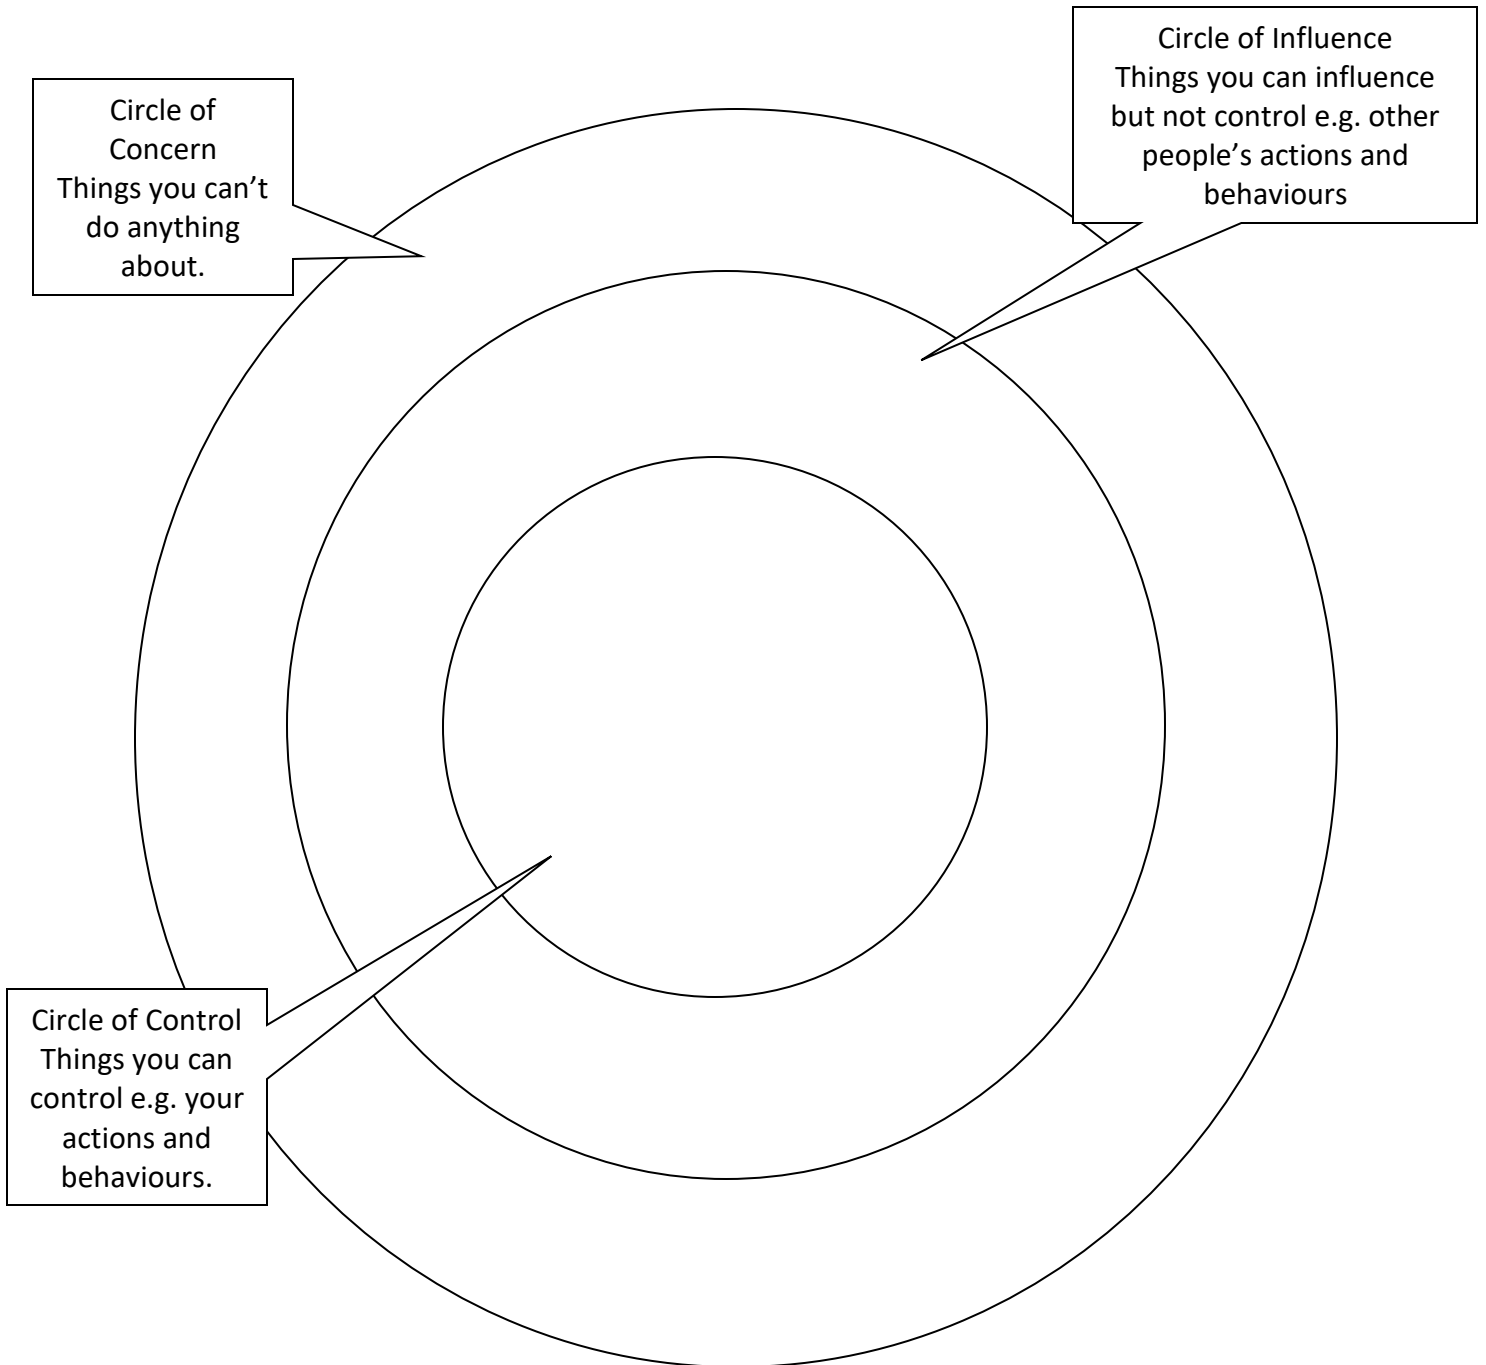 Circle of
Concern
Things you can’t
do anything
about.
Circle of Influence
Things you can influence
but not control e.g. other
people’s actions and
behaviours
Circle of Control
Things you can
control e.g. your
actions and
behaviours.